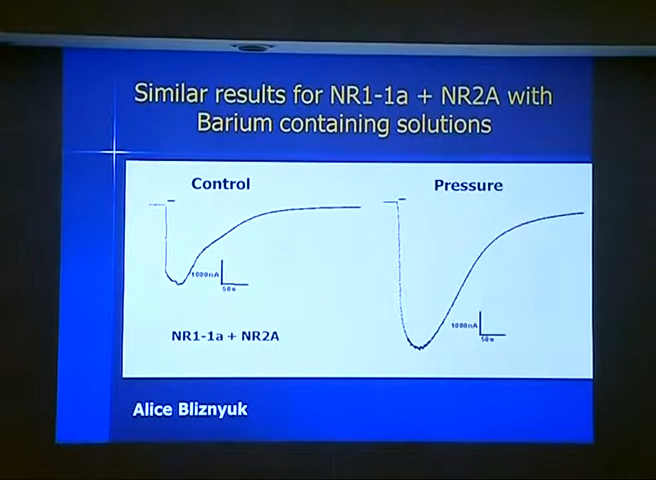 Similar results for NR1-1a + NR2A with
Barium containing solutions
Control
Pressure
1000nA
50s
1000nA
50s
NR1-1a + NR2A
Alice Bliznyuk